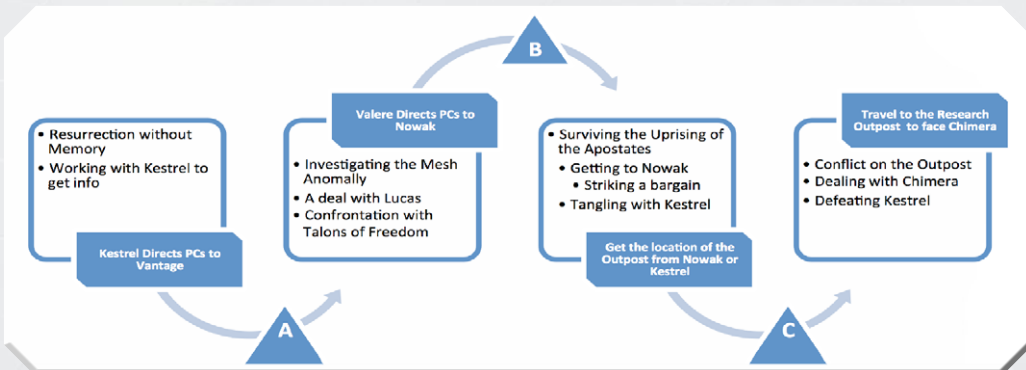 B
Valere Directs PCs to
Nowak
Travel to the Research
Outpost to face Chimera
• Resurrection without
Memory
• Working with Kestrel to
get info
Kestrel Directs PCs to
Vantage
• Investigating the Mesh
Anomally
• A deal with Lucas
• Confrontation with
Talons of Freedom
• Surviving the Uprising of
the Apostates
• Getting to Nowak
• Striking a bargain
• Tangling with Kestrel
Get the location of the
Outpost from Nowak or
Kestrel
• Conflict on the Outpost
• Dealing with Chimera
• Defeating Kestrel
A
C